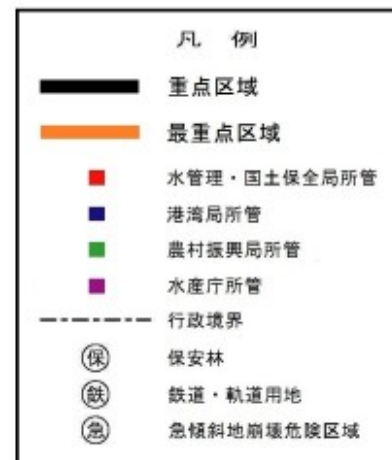 凡 例
重点区域
最重点区域
水管理・国土保全局所管
港湾局所管
農村振興局所管
水産庁所管
行政境界
保 保安林
鉄 鉄道・軌道用地
急 急傾斜地崩壊危険区域